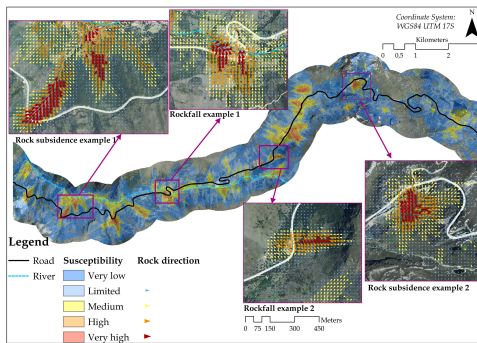 Coordinate System:
WGS84 UTM 17S
N
Kilometers
0 0,5 1 2
Rock subsidence example 1
Rockfall example 1
Legend
Road
River
Susceptibility
Very low
Limited
Medium
High
Very high
Rock direction
Rockfall example 2
Meters
0 75 150 300 450
Rock subsidence example 2